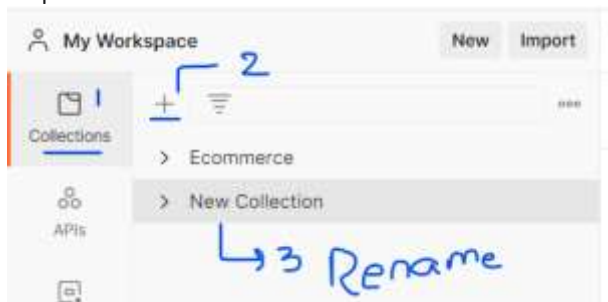 My Workspace
New
Import
2
1
Collections
Ecommerce
New Collection
APIs
3 Rename